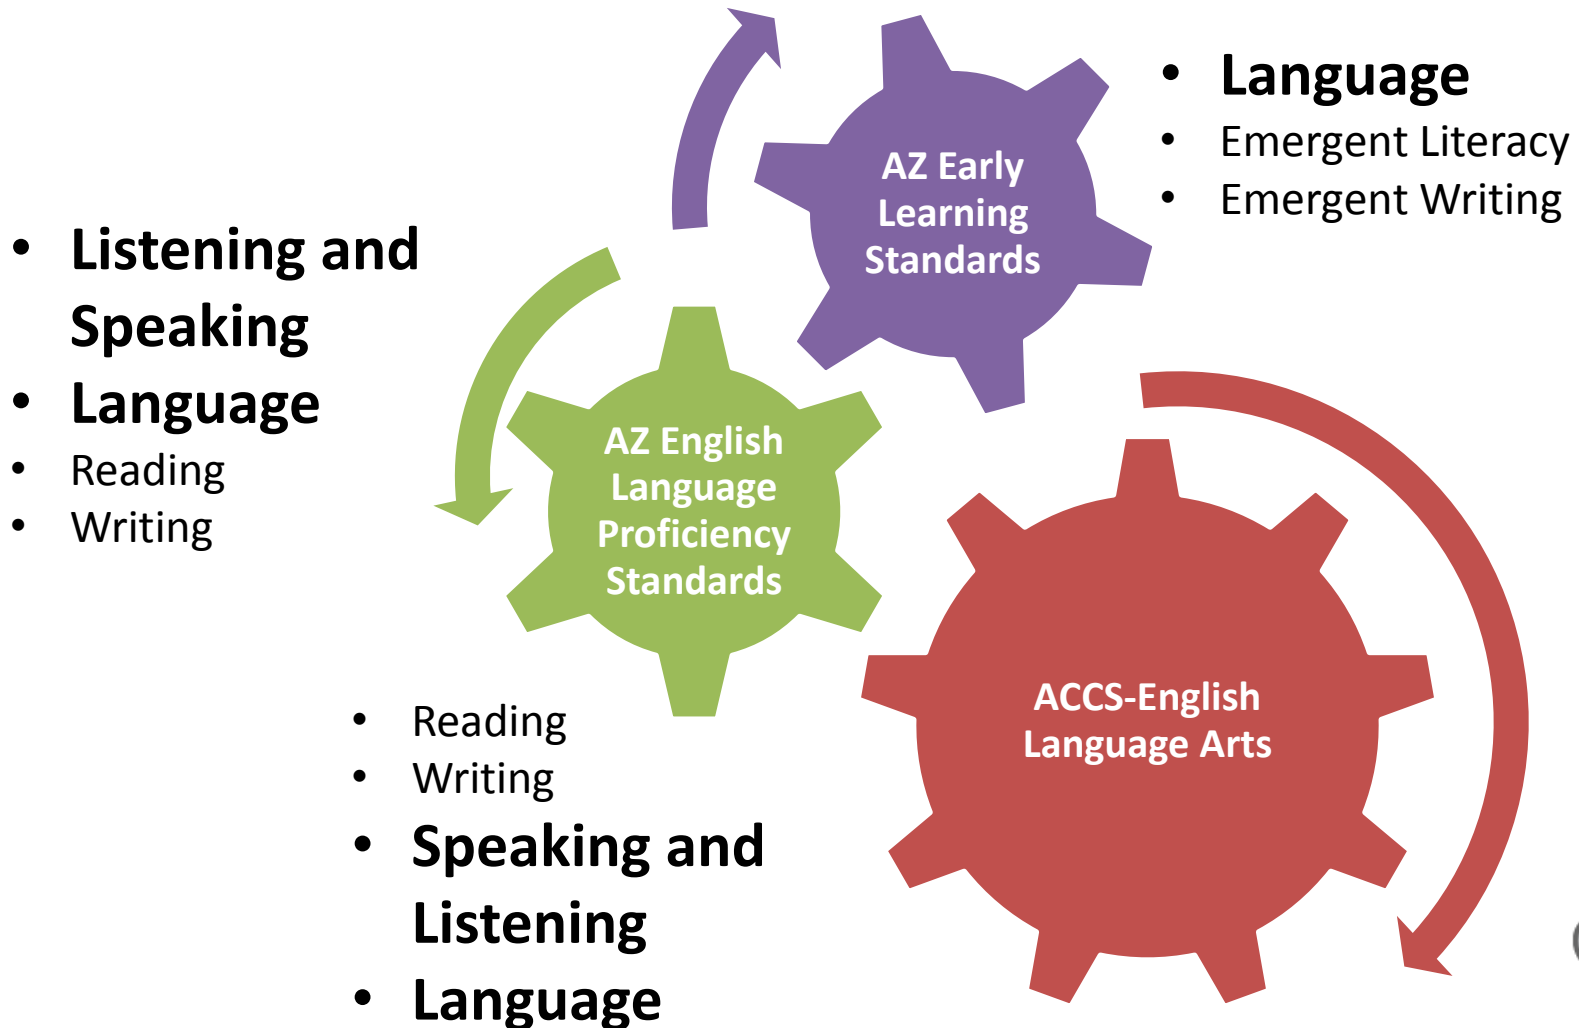 • Language
• Emergent Literacy
• Emergent Writing
AZ Early
Learning
Standards
• Listening and
Speaking
• Language
• Reading
• Writing
AZ English
Language
Proficiency
Standards
• Reading
• Writing
• Speaking and
Listening
• Language
ACCS-English
Language Arts